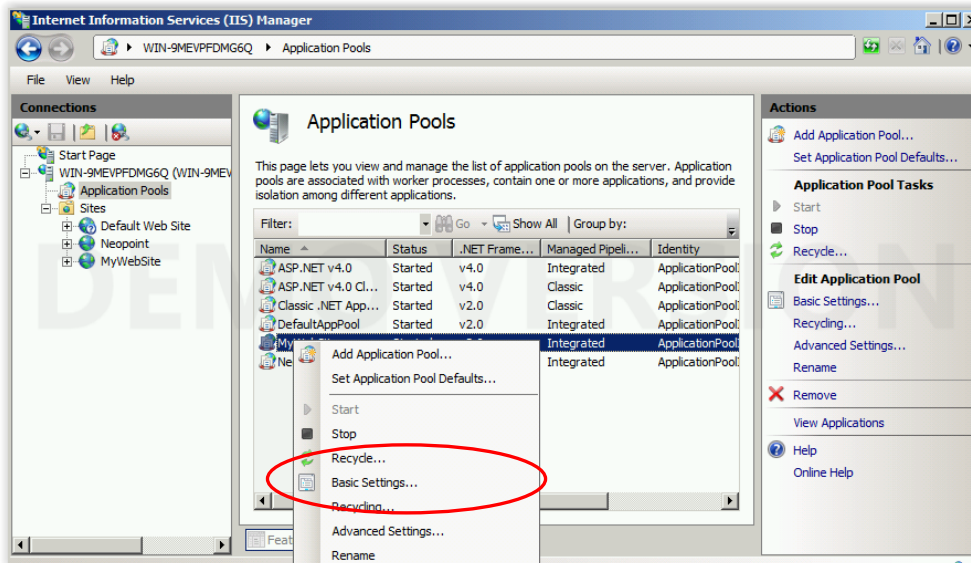 Internet Information Services (IIS) Manager
WIN-9MEVPFDMG6Q Application Pools
File View Help
Connections
Start Page
WIN-9MEVPFDMG6Q (WIN-9MEV
Application Pools
Sites
Default Web Site
Neopoint
MyWebSite
Application Pools
This page lets you view and manage the list of application pools on the server. Application
pools are associated with worker processes, contain one or more applications, and provide
isolation among different applications.
Filter: Go Show All Group by:
Name Status .NET Frame... Managed Pipeli... Identity
ASP.NET v4.0 Started v4.0 Integrated ApplicationPoolI
ASP.NET v4.0 Cl... Started v4.0 Classic ApplicationPoolI
Classic .NET App... Started v2.0 Classic ApplicationPoolI
DefaultAppPool Started v2.0 Integrated ApplicationPoolI
Integrated ApplicationPoolI
Ne Integrated ApplicationPoolI
Add Application Pool...
Set Application Pool Defaults...
Start
Stop
Recycle...
Basic Settings...
Recycling...
Advanced Settings...
Rename
Feat
Actions
Add Application Pool...
Set Application Pool Defaults...
Application Pool Tasks
Start
Stop
Recycle...
Edit Application Pool
Basic Settings...
Recycling...
Advanced Settings...
Rename
Remove
View Applications
Help
Online Help
DEMO VERSION